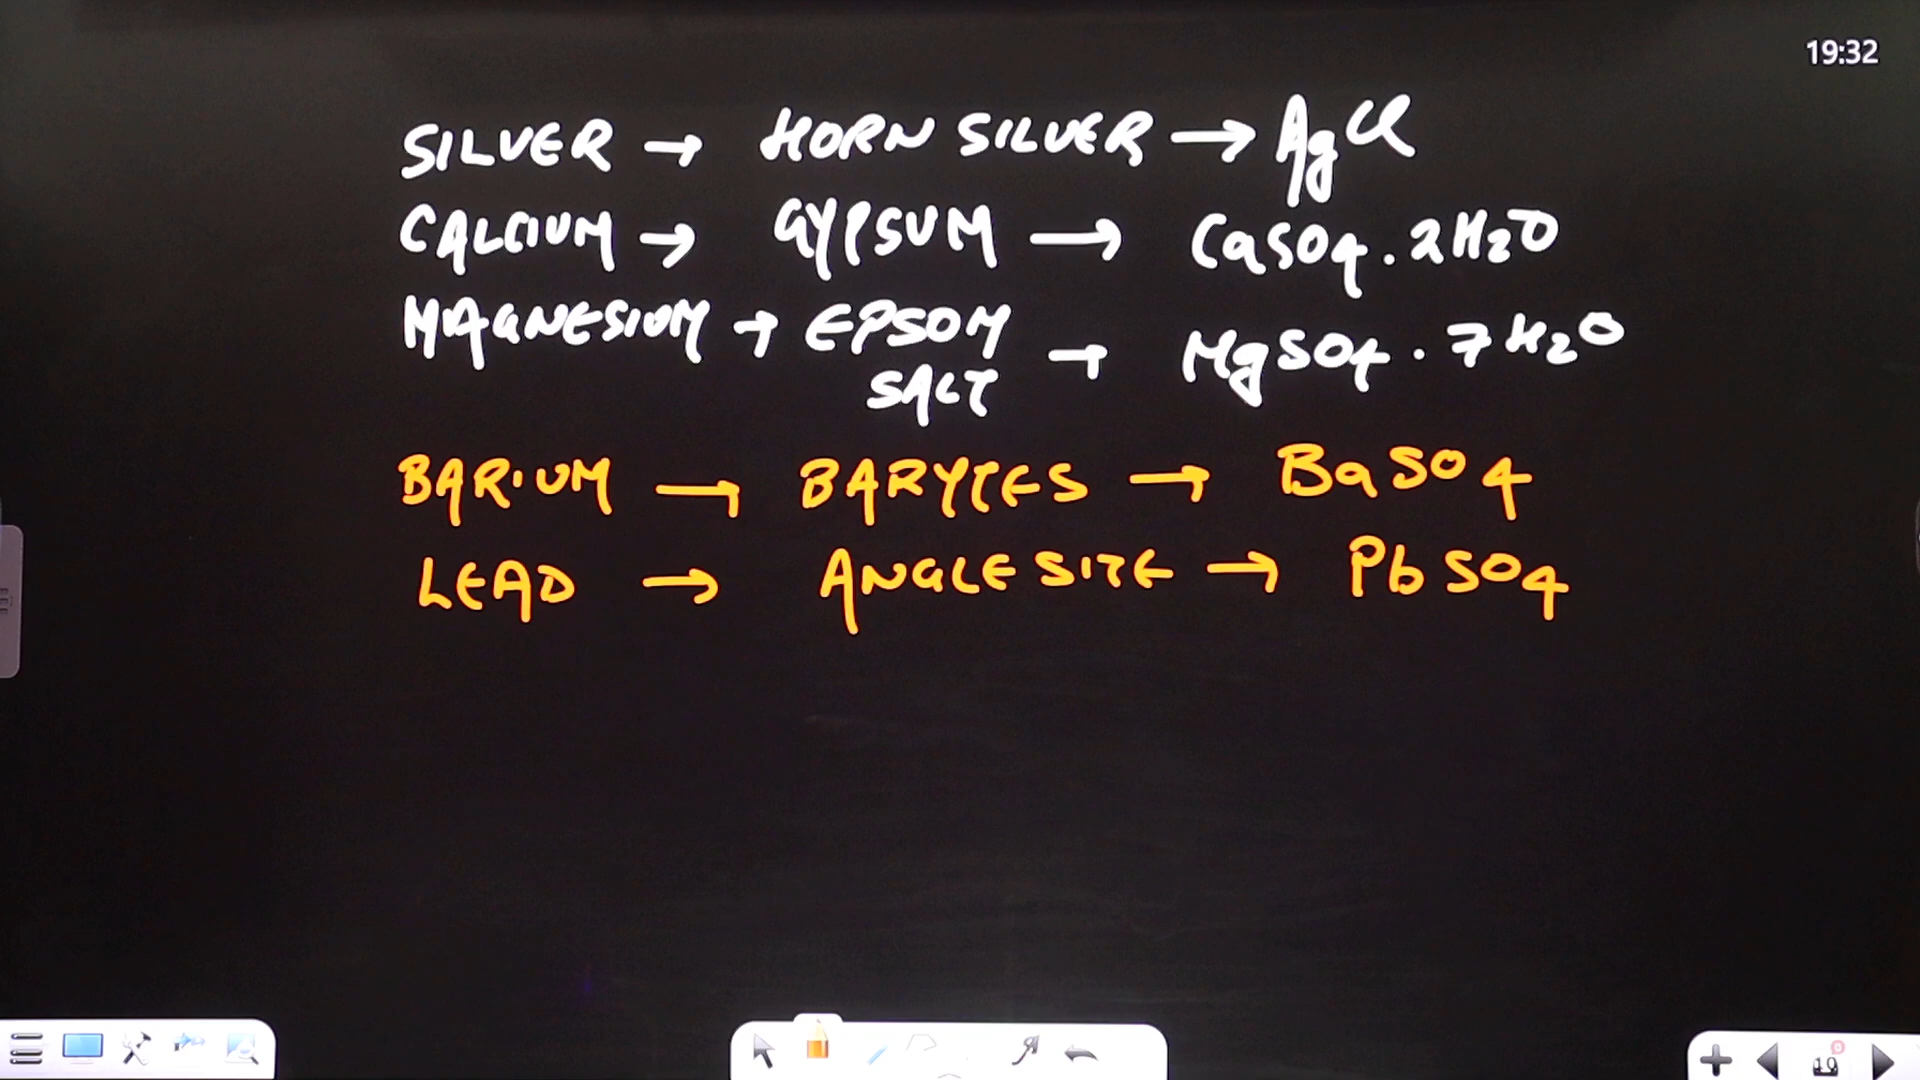 19:32
SILVER → HORN SILVER → AgCl
CALCIUM → GYPSUM → CaSO4 . 2H2O
MAGNESIUM → EPSOM SALT → MgSO4 . 7H2O
BARIUM → BARYTES → BaSO4
LEAD → ANGLESITE → PbSO4
19